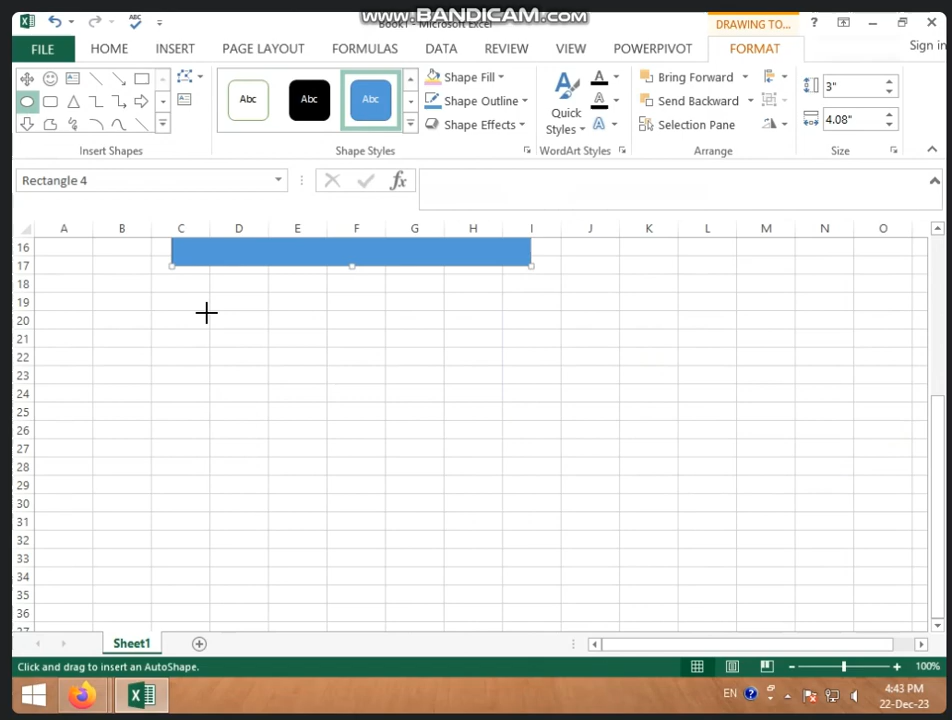 www.BANDICAM.com
Book1 - Microsoft Excel
DRAWING TO...
?
FILE HOME INSERT PAGE LAYOUT FORMULAS DATA REVIEW VIEW POWERPIVOT FORMAT Sign in
Abc Abc Abc
Shape Fill
Shape Outline
Shape Effects
Quick
Styles
Bring Forward
Send Backward
Selection Pane
3"
4.08"
Insert Shapes Shape Styles WordArt Styles Arrange Size
Rectangle 4 fx
A B C D E F G H I J K L M N O
16
17
18
19
20
21
22
23
24
25
26
27
28
29
30
31
32
33
34
35
36
37
Sheet1
Click and drag to insert an AutoShape. 100%
EN 4:43 PM
22-Dec-23